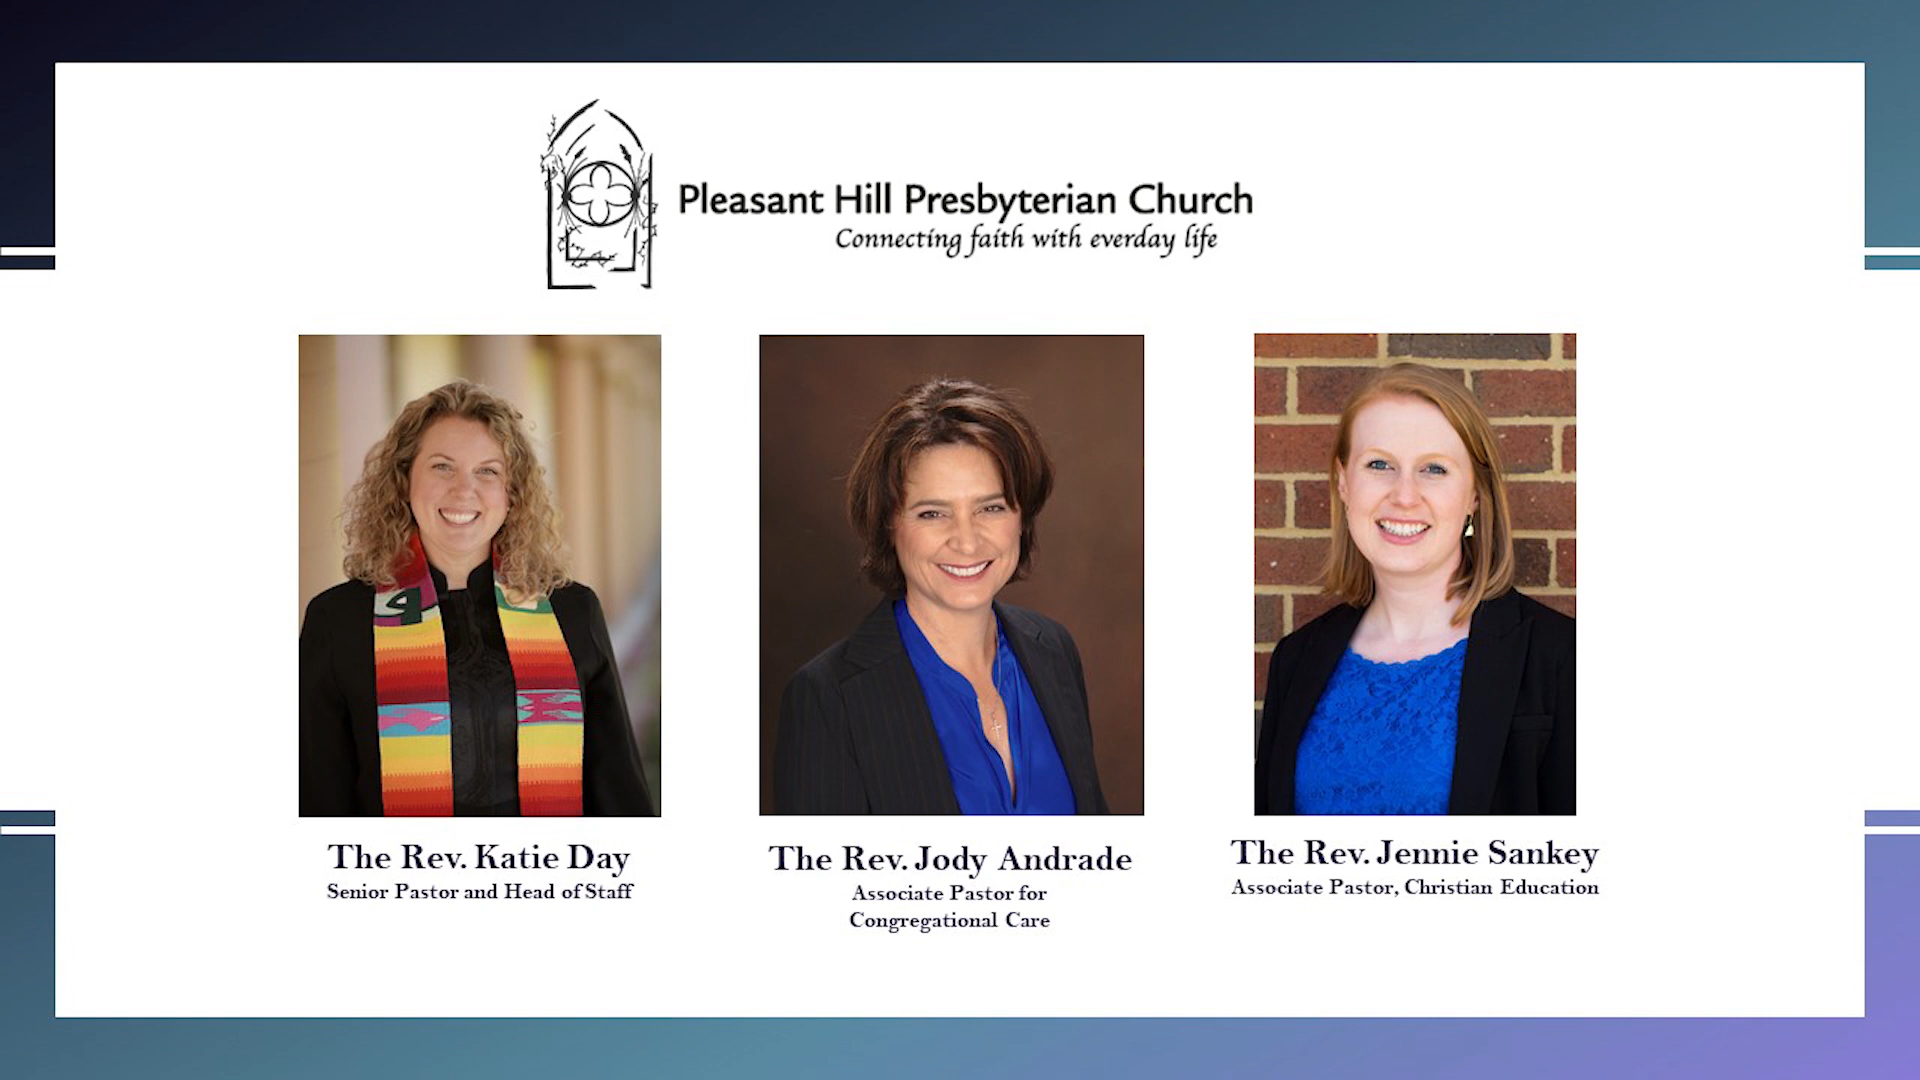 Pleasant Hill Presbyterian Church
Connecting faith with everday life
The Rev. Katie Day
Senior Pastor and Head of Staff
The Rev. Jody Andrade
Associate Pastor for
Congregational Care
The Rev. Jennie Sankey
Associate Pastor, Christian Education